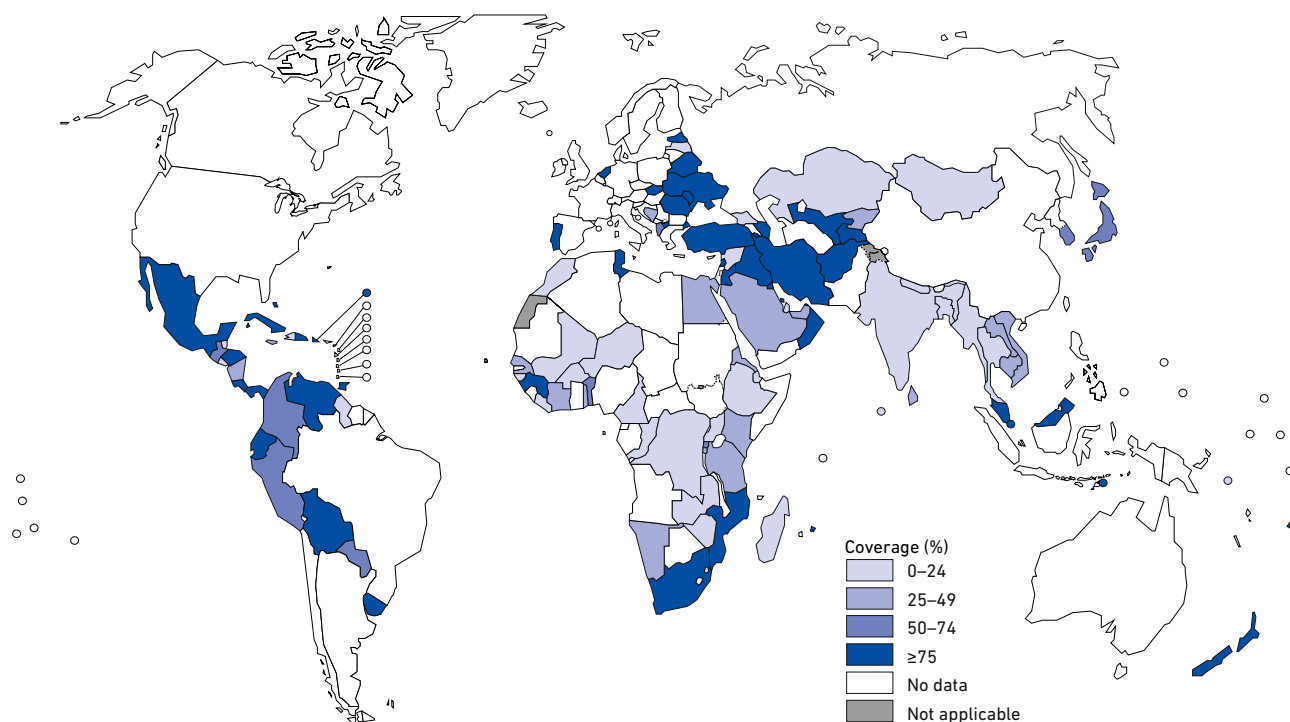 Coverage (%)
0–24
25–49
50–74
≥75
No data
Not applicable